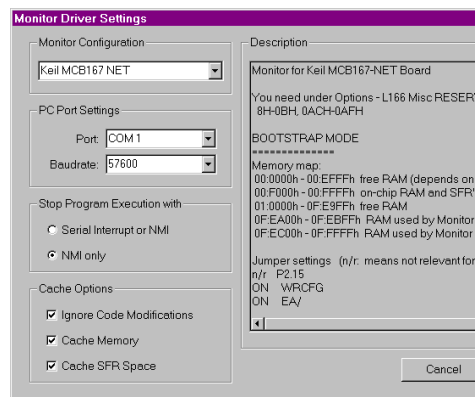 Monitor Driver Settings
Monitor Configuration
Keil MCB167 NET
PC Port Settings
Port: COM 1
Baudrate: 57600
Stop Program Execution with
Serial Interrupt or NMI
NMI only
Cache Options
Ignore Code Modifications
Cache Memory
Cache SFR Space
Description
Monitor for Keil MCB167-NET Board
You need under Options - L166 Misc RESER
8H-0BH, 0ACH-0AFH
BOOTSTRAP MODE
==============
Memory map:
00:0000h - 00:EFFFh free RAM (depends on
00:F000h - 00:FFFFh on-chip RAM and SFR
01:0000h - 0F:E9FFh free RAM
0F:EA00h - 0F:EBFFh RAM used by Monitor
0F:EC00h - 0F:FFFFh RAM used by Monitor
Jumper settings (n/r: means not relevant for
n/r P2.15
ON WRCFG
ON EA/
Cancel